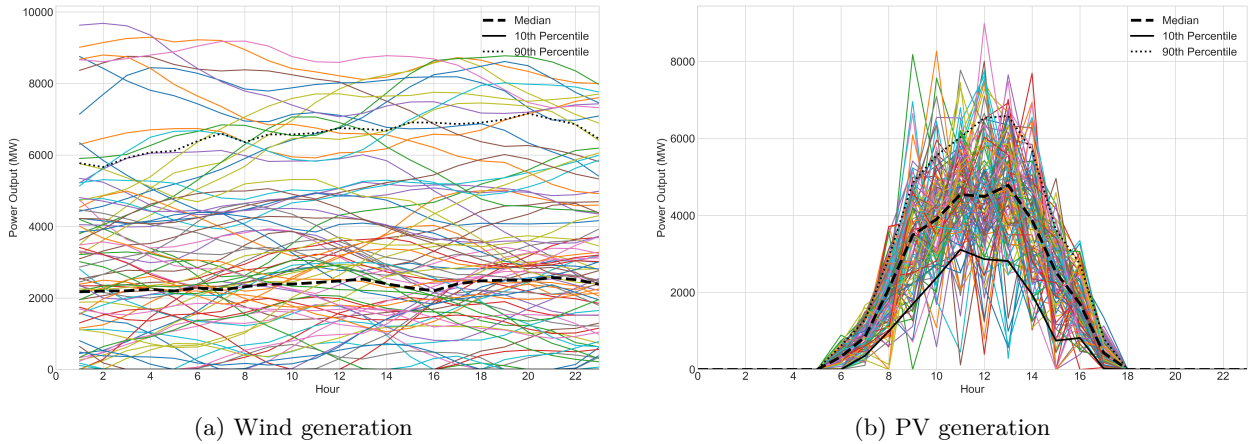 Median
10th Percentile
90th Percentile
Power Output (MW)
10000
8000
6000
4000
2000
0
0 2 4 6 8 10 12 14 16 18 20 22
Hour
(a) Wind generation
Median
10th Percentile
90th Percentile
Power Output (MW)
8000
6000
4000
2000
0
0 2 4 6 8 10 12 14 16 18 20 22
Hour
(b) PV generation